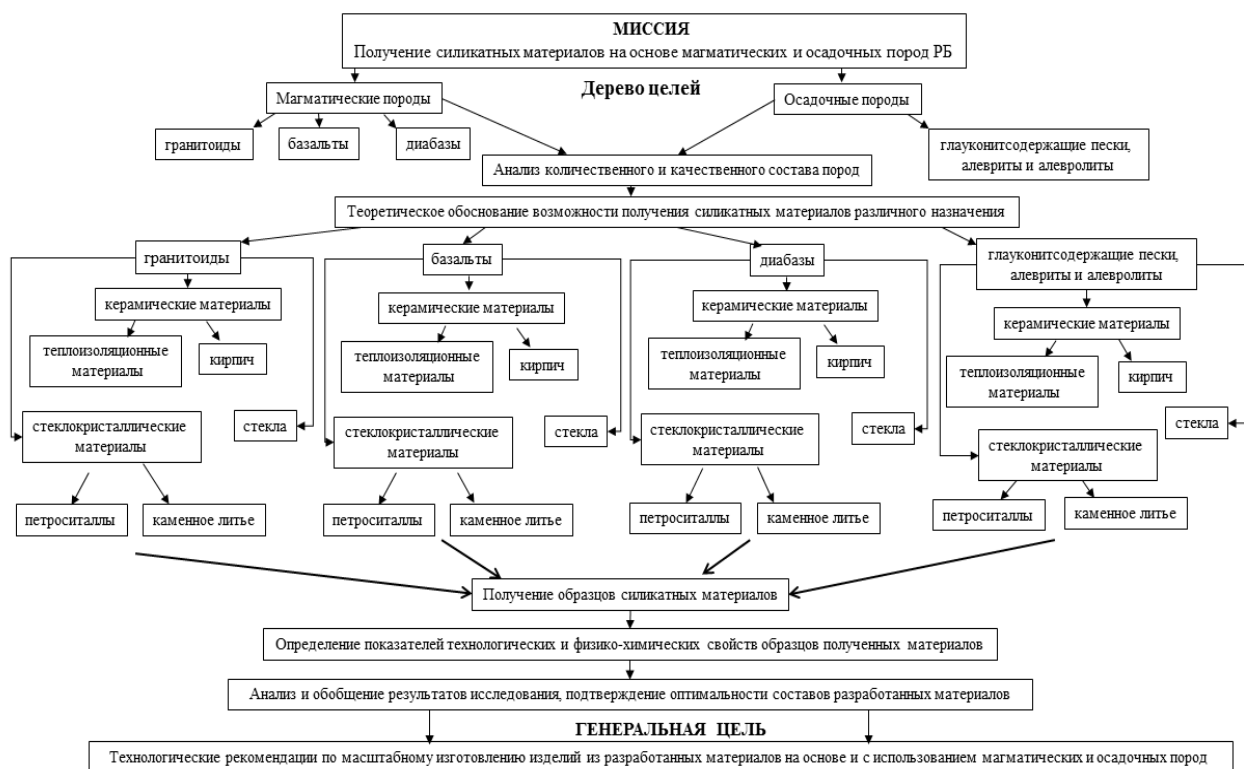 МИССИЯ
Получение силикатных материалов на основе магматических и осадочных пород РБ
Дерево целей
Магматические породы
Осадочные породы
гранитоиды
базальты
диабазы
глауконитсодержащие пески,
алевриты и алевролиты
Анализ количественного и качественного состава пород
Теоретическое обоснование возможности получения силикатных материалов различного назначения
гранитоиды
керамические материалы
теплоизоляционные
материалы
кирпич
стеклокристаллические
материалы
стекла
петроситаллы
каменное литье
базальты
керамические материалы
теплоизоляционные
материалы
кирпич
стеклокристаллические
материалы
стекла
петроситаллы
каменное литье
диабазы
керамические материалы
теплоизоляционные
материалы
кирпич
стеклокристаллические
материалы
стекла
петроситаллы
каменное литье
глауконитсодержащие пески,
алевриты и алевролиты
керамические материалы
теплоизоляционные
материалы
кирпич
стекла
стеклокристаллические
материалы
петроситаллы
каменное литье
Получение образцов силикатных материалов
Определение показателей технологических и физико-химических свойств образцов полученных материалов
Анализ и обобщение результатов исследования, подтверждение оптимальности составов разработанных материалов
ГЕНЕРАЛЬНАЯ ЦЕЛЬ
Технологические рекомендации по масштабному изготовлению изделий из разработанных материалов на основе и с использованием магматических и осадочных пород